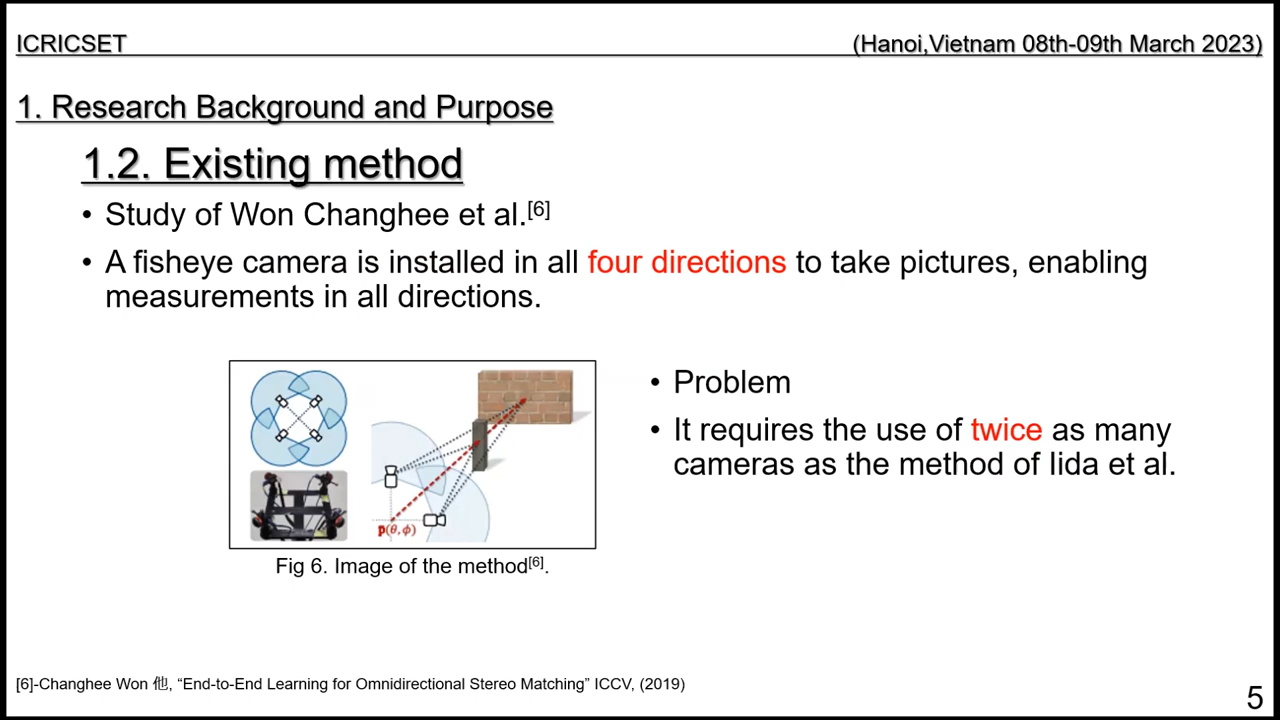 ICRICSET
(Hanoi,Vietnam 08th-09th March 2023)
1. Research Background and Purpose
1.2. Existing method
• Study of Won Changhee et al.[6]
• A fisheye camera is installed in all four directions to take pictures, enabling
measurements in all directions.
p(θ,ϕ)
Fig 6. Image of the method[6].
• Problem
• It requires the use of twice as many
cameras as the method of Iida et al.
[6]-Changhee Won 他, “End-to-End Learning for Omnidirectional Stereo Matching” ICCV, (2019)
5